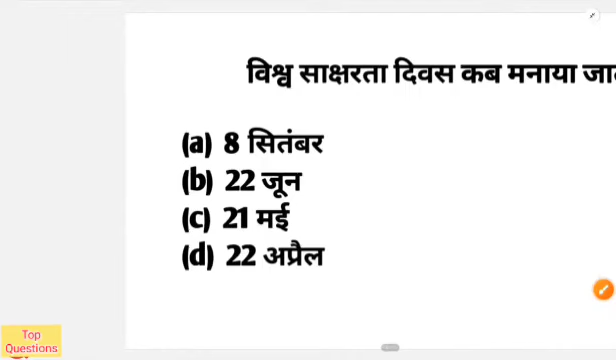 विश्व साक्षरता दिवस कब मनाया
(a) 8 सितंबर
(b) 22 जून
(c) 21 मई
(d) 22 अप्रैल
Top
Questions